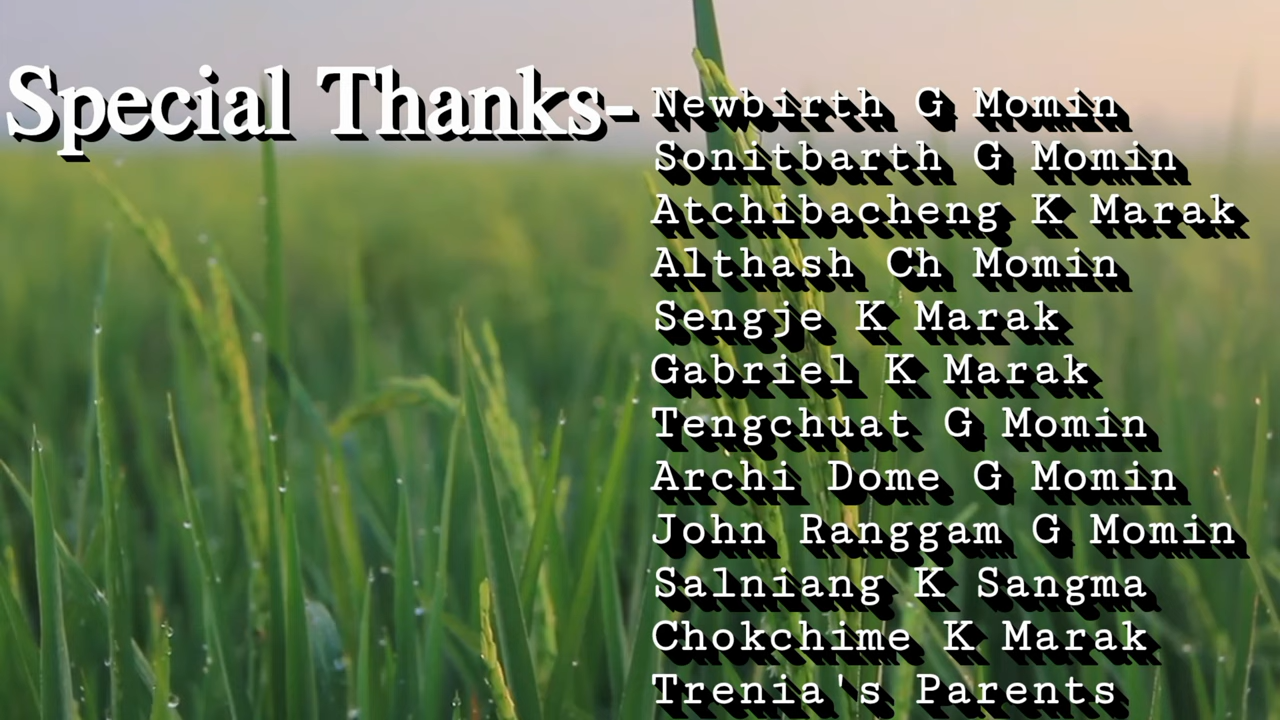 Special Thanks-
Newbirth G Momin
Sonitbarth G Momin
Atchibacheng K Marak
Althash Ch Momin
Sengje K Marak
Gabriel K Marak
Tengchuat G Momin
Archi Dome G Momin
John Ranggam G Momin
Salniang K Sangma
Chokchime K Marak
Trenia's Parents